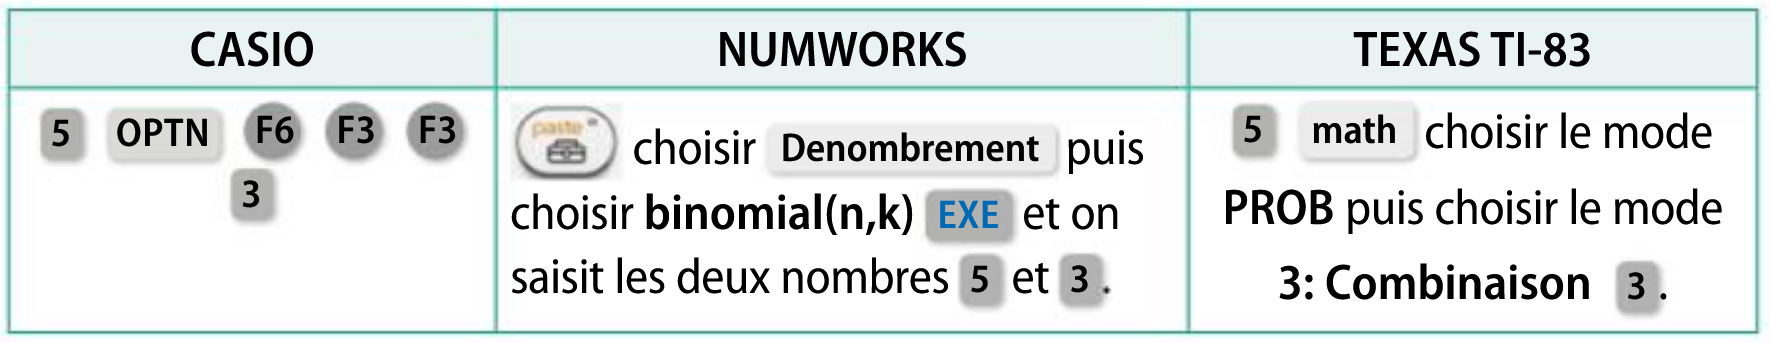 CASIO
NUMWORKS
TEXAS TI-83
5 OPTN F6 F3 F3
3
paste choisir Denombrement puis
choisir binomial(n,k) EXE et on
saisit les deux nombres 5 et 3.
5 math choisir le mode
PROB puis choisir le mode
3: Combinaison 3.